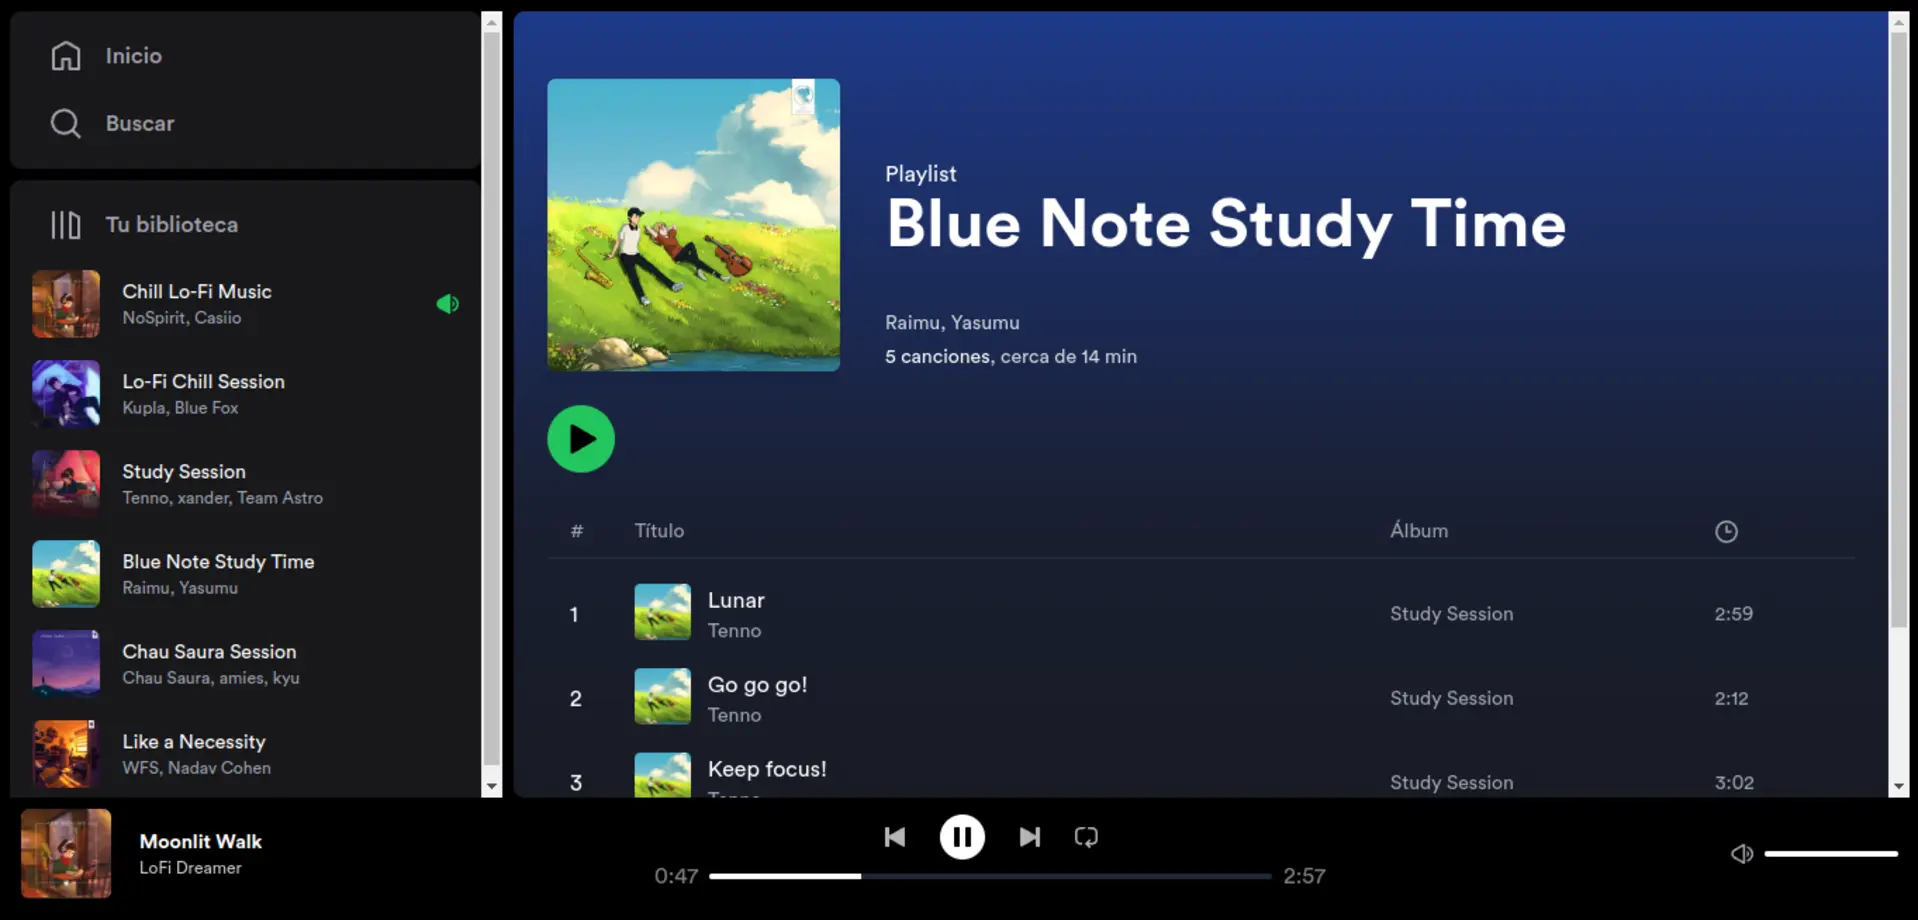 Inicio
Buscar
Tu biblioteca
Chill Lo-Fi Music
NoSpirit, Casiio
Lo-Fi Chill Session
Kupla, Blue Fox
Study Session
Tenno, xander, Team Astro
Blue Note Study Time
Raimu, Yasumu
Chau Saura Session
Chau Saura, amies, kyu
Like a Necessity
WFS, Nadav Cohen
Playlist
Blue Note Study Time
Raimu, Yasumu
5 canciones, cerca de 14 min
# Título Álbum
1 Lunar Study Session 2:59
Tenno
2 Go go go! Study Session 2:12
Tenno
3 Keep focus! Study Session 3:02
Moonlit Walk
LoFi Dreamer
0:47 2:57